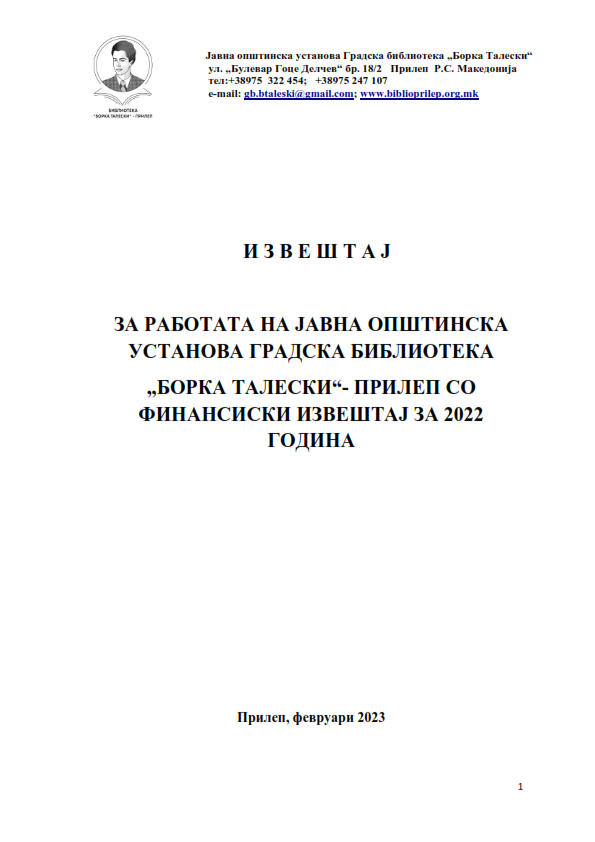 Јавна општинска установа Градска библиотека „Борка Талески“
ул. „Булевар Гоце Делчев“ бр. 18/2 Прилеп Р.С. Македонија
тел:+38975 322 454; +38975 247 107
e-mail: gb.btaleski@gmail.com; www.biblioprilep.org.mk
БИБЛИОТЕКА
"БОРКА ТАЛЕСКИ" - ПРИЛЕП
И З В Е Ш Т А Ј
ЗА РАБОТАТА НА ЈАВНА ОПШТИНСКА
УСТАНОВА ГРАДСКА БИБЛИОТЕКА
„БОРКА ТАЛЕСКИ“- ПРИЛЕП СО
ФИНАНСИСКИ ИЗВЕШТАЈ ЗА 2022
ГОДИНА
Прилеп, февруари 2023
1